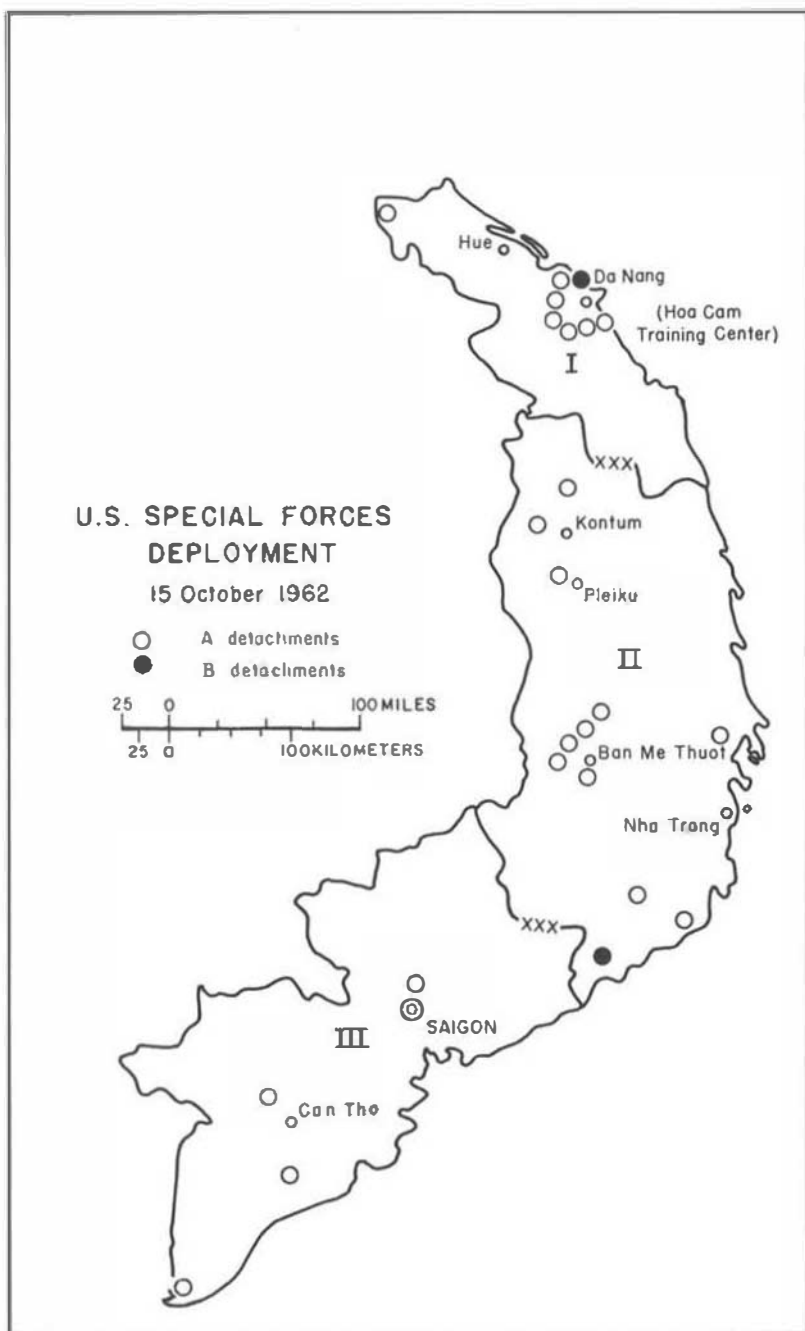 Hue
Da Nang
(Hoa Cam
Training Center)
I
XXX
U.S. SPECIAL FORCES
DEPLOYMENT
15 October 1962
A detachments
B detachments
25 0 100 MILES
25 0 100 KILOMETERS
Kontum
Pleiku
II
Ban Me Thuot
Nha Trang
XXX
SAIGON
III
Can Tho